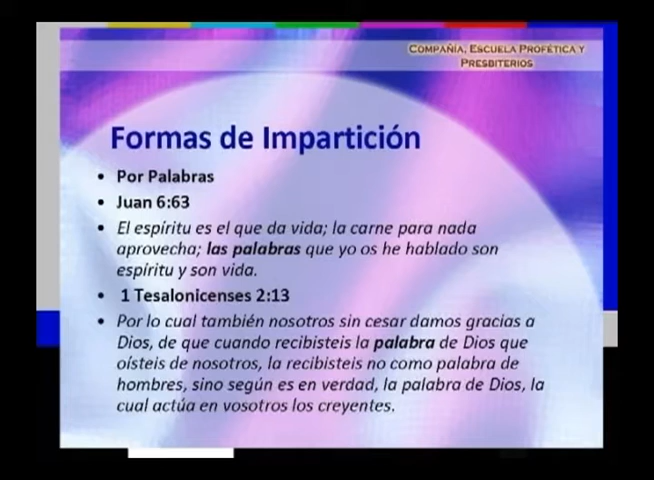 COMPAÑÍA, ESCUELA PROFÉTICA Y
PRESBITERIOS
Formas de Impartición
• Por Palabras
• Juan 6:63
• El espíritu es el que da vida; la carne para nada
aprovecha; las palabras que yo os he hablado son
espíritu y son vida.
• 1 Tesalonicenses 2:13
• Por lo cual también nosotros sin cesar damos gracias a
Dios, de que cuando recibisteis la palabra de Dios que
oísteis de nosotros, la recibisteis no como palabra de
hombres, sino según es en verdad, la palabra de Dios, la
cual actúa en vosotros los creyentes.